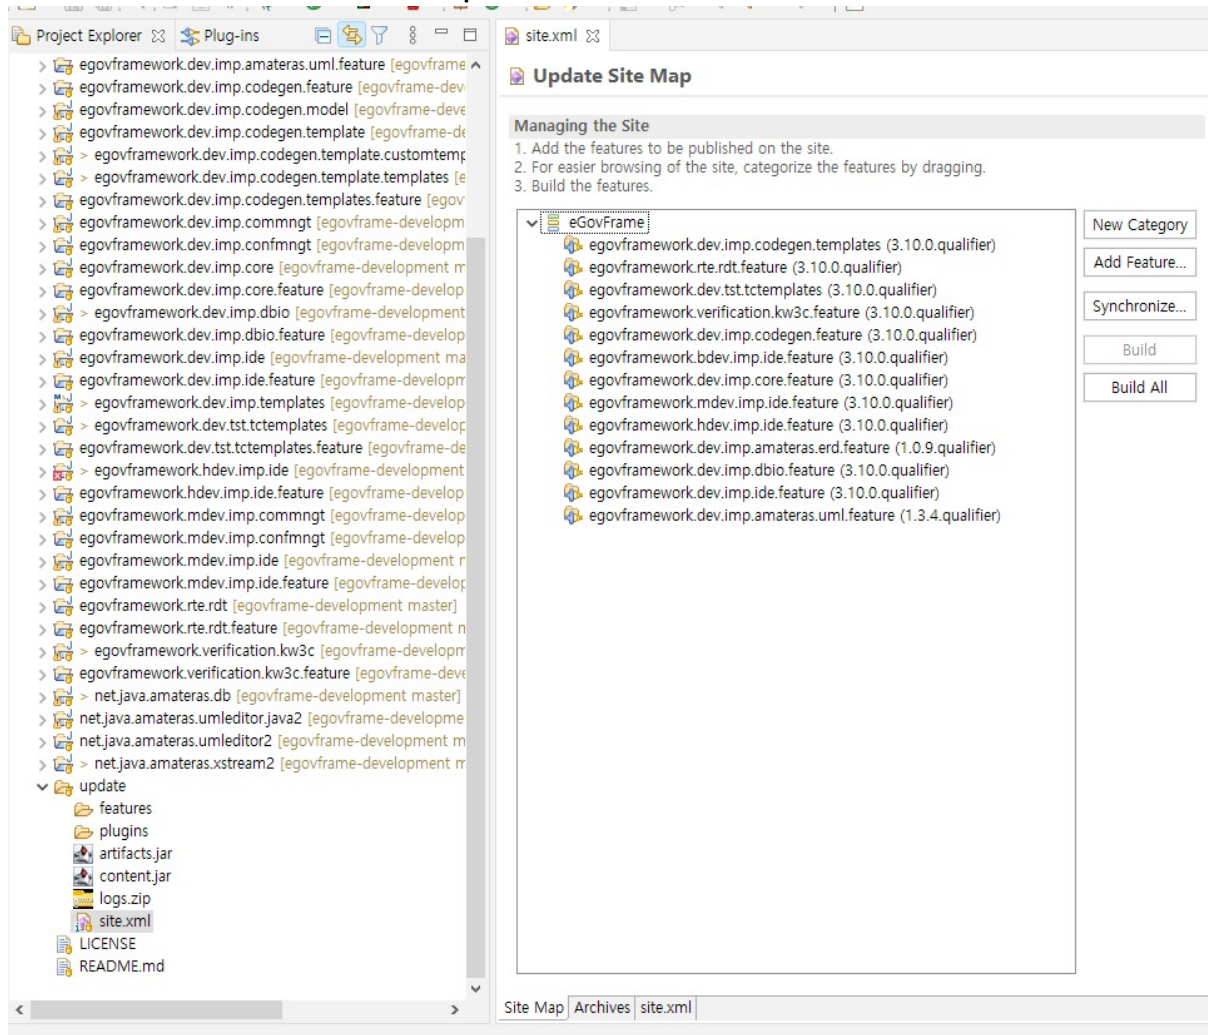 Project Explorer
Plug-ins
egovframework.dev.imp.amateras.uml.feature [egovframe
egovframework.dev.imp.codegen.feature [egovframe-dev
egovframework.dev.imp.codegen.model [egovframe-deve
egovframework.dev.imp.codegen.template [egovframe-de
> egovframework.dev.imp.codegen.template.customtemp
> egovframework.dev.imp.codegen.template.templates [e
egovframework.dev.imp.codegen.templates.feature [egov
egovframework.dev.imp.commngt [egovframe-developm
egovframework.dev.imp.confmngt [egovframe-developm
egovframework.dev.imp.core [egovframe-development m
egovframework.dev.imp.core.feature [egovframe-develop
> egovframework.dev.imp.dbio [egovframe-development
egovframework.dev.imp.dbio.feature [egovframe-develop
egovframework.dev.imp.ide [egovframe-development ma
egovframework.dev.imp.ide.feature [egovframe-developm
> egovframework.dev.imp.templates [egovframe-develop
> egovframework.dev.tst.tctemplates [egovframe-develop
egovframework.dev.tst.tctemplates.feature [egovframe-de
> egovframework.hdev.imp.ide [egovframe-development
egovframework.hdev.imp.ide.feature [egovframe-develop
egovframework.mdev.imp.commngt [egovframe-develop
egovframework.mdev.imp.confmngt [egovframe-develop
egovframework.mdev.imp.ide [egovframe-development r
egovframework.mdev.imp.ide.feature [egovframe-develop
egovframework.rte.rdt [egovframe-development master]
egovframework.rte.rdt.feature [egovframe-development n
> egovframework.verification.kw3c [egovframe-developm
egovframework.verification.kw3c.feature [egovframe-deve
> net.java.amateras.db [egovframe-development master]
net.java.amateras.umleditor.java2 [egovframe-developme
net.java.amateras.umleditor2 [egovframe-development m
> net.java.amateras.xstream2 [egovframe-development m
update
features
plugins
artifacts.jar
content.jar
logs.zip
site.xml
LICENSE
README.md
site.xml
Update Site Map
Managing the Site
1. Add the features to be published on the site.
2. For easier browsing of the site, categorize the features by dragging.
3. Build the features.
eGovFrame
egovframework.dev.imp.codegen.templates (3.10.0.qualifier)
egovframework.rte.rdt.feature (3.10.0.qualifier)
egovframework.dev.tst.tctemplates (3.10.0.qualifier)
egovframework.verification.kw3c.feature (3.10.0.qualifier)
egovframework.dev.imp.codegen.feature (3.10.0.qualifier)
egovframework.bdev.imp.ide.feature (3.10.0.qualifier)
egovframework.dev.imp.core.feature (3.10.0.qualifier)
egovframework.mdev.imp.ide.feature (3.10.0.qualifier)
egovframework.hdev.imp.ide.feature (3.10.0.qualifier)
egovframework.dev.imp.amateras.erd.feature (1.0.9.qualifier)
egovframework.dev.imp.dbio.feature (3.10.0.qualifier)
egovframework.dev.imp.ide.feature (3.10.0.qualifier)
egovframework.dev.imp.amateras.uml.feature (1.3.4.qualifier)
New Category
Add Feature...
Synchronize...
Build
Build All
Site Map
Archives
site.xml